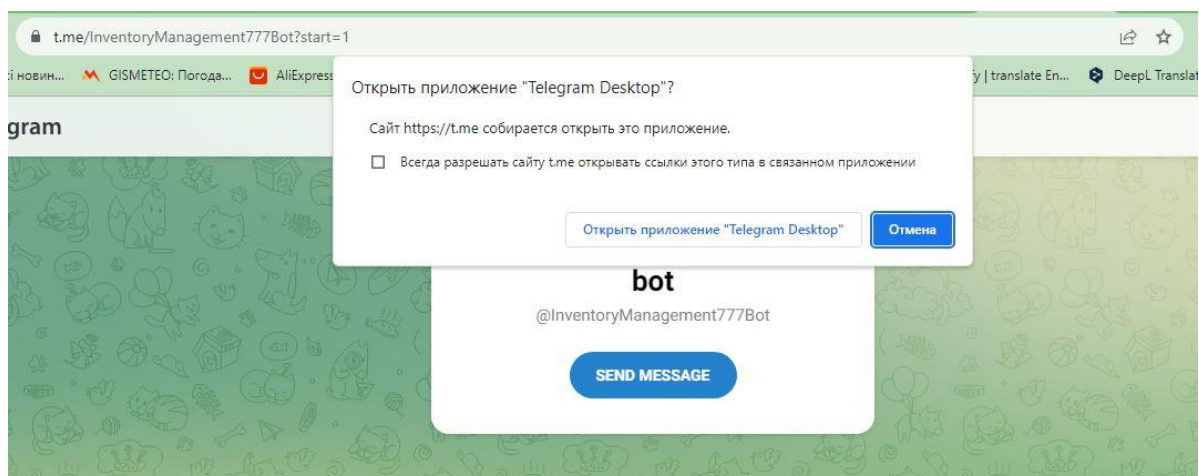 t.me/InventoryManagement777Bot?start=1
і новин... GISMETEO: Погода... AliExpress у | translate En... DeepL Translat
gram
Открыть приложение "Telegram Desktop"?
Сайт https://t.me собирается открыть это приложение.
Всегда разрешать сайту t.me открывать ссылки этого типа в связанном приложении
Открыть приложение "Telegram Desktop" Отмена
bot
@InventoryManagement777Bot
SEND MESSAGE